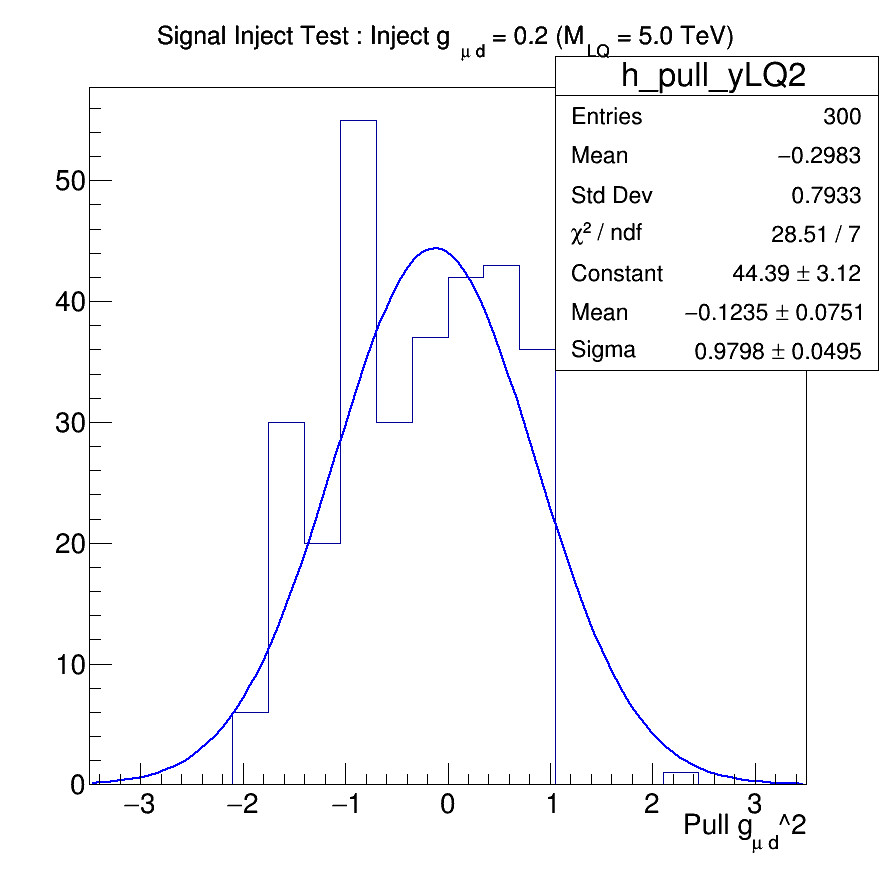 Signal Inject Test : Inject g μ d = 0.2 (M LQ = 5.0 TeV)
h_pull_yLQ2
Entries 300
Mean −0.2983
Std Dev 0.7933
χ² / ndf 28.51 / 7
Constant 44.39 ± 3.12
Mean −0.1235 ± 0.0751
Sigma 0.9798 ± 0.0495
50
40
30
20
10
0
−3 −2 −1 0 1 2 3
Pull g μ d ^2